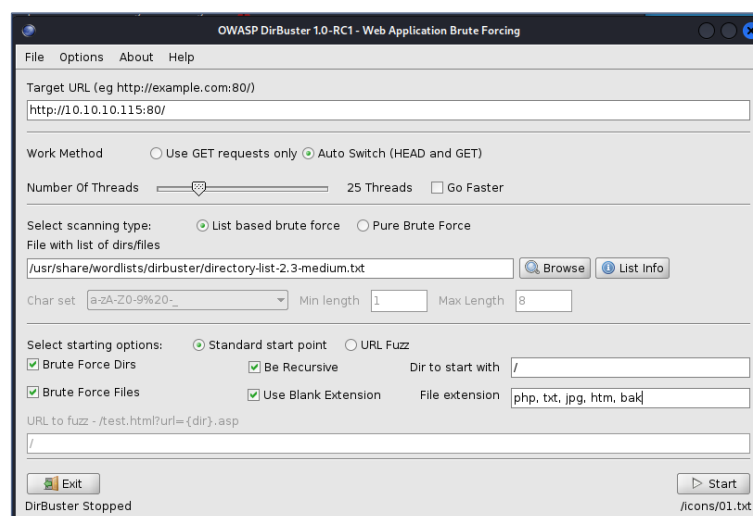 OWASP DirBuster 1.0-RC1 - Web Application Brute Forcing
File Options About Help
Target URL (eg http://example.com:80/)
http://10.10.10.115:80/
Work Method Use GET requests only Auto Switch (HEAD and GET)
Number Of Threads 25 Threads Go Faster
Select scanning type: List based brute force Pure Brute Force
File with list of dirs/files
/usr/share/wordlists/dirbuster/directory-list-2.3-medium.txt Browse List Info
Char set a-zA-Z0-9%20-_ Min length 1 Max Length 8
Select starting options: Standard start point URL Fuzz
Brute Force Dirs Be Recursive Dir to start with /
Brute Force Files Use Blank Extension File extension php, txt, jpg, htm, bak
URL to fuzz - /test.html?url={dir}.asp
/
Exit Start
DirBuster Stopped /icons/01.txt